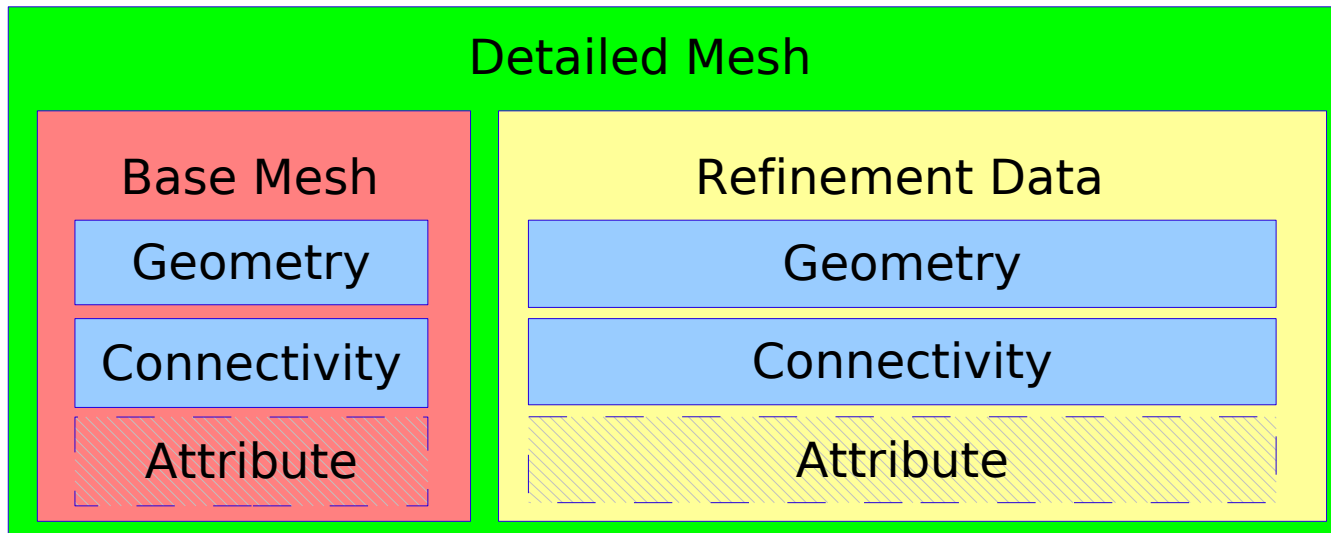 Detailed Mesh
Base Mesh
Geometry
Connectivity
Attribute
Refinement Data
Geometry
Connectivity
Attribute